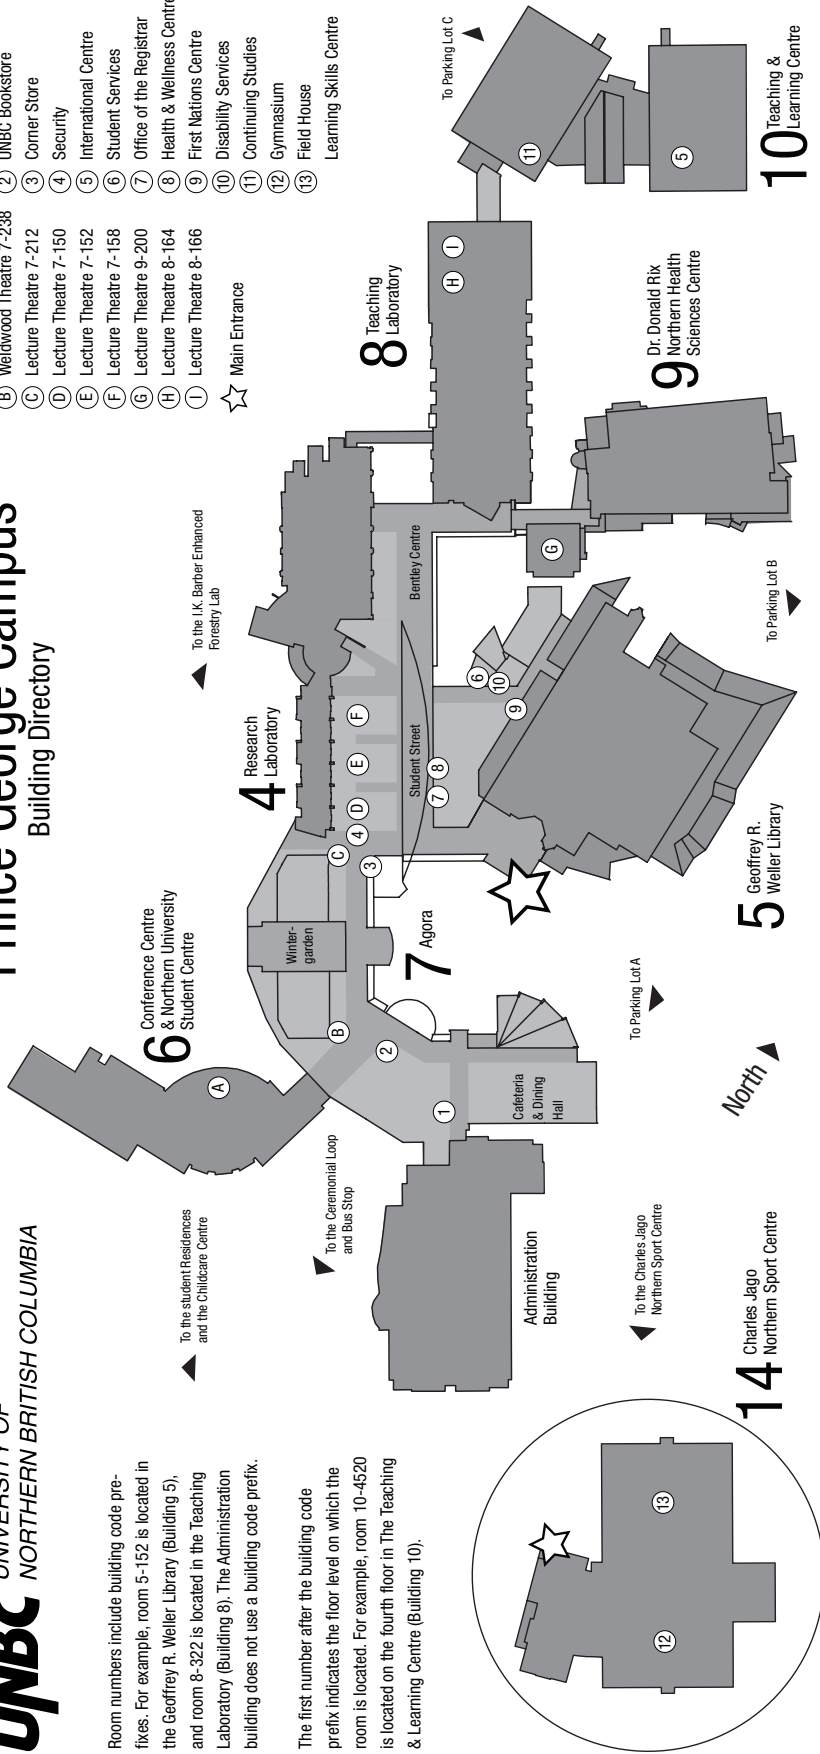 UNBC
UNIVERSITY OF
NORTHERN BRITISH COLUMBIA
Prince George Campus
Building Directory
Room numbers include building code pre-
fixes. For example, room 5-152 is located in
the Geoffrey R. Weller Library (Building 5),
and room 8-322 is located in the Teaching
Laboratory (Building 8). The Administration
building does not use a building code prefix.
The first number after the building code
prefix indicates the floor level on which the
room is located. For example, room 10-4520
is located on the fourth floor in The Teaching
& Learning Centre (Building 10).
B Weldwood Theatre 7-238
C Lecture Theatre 7-212
D Lecture Theatre 7-150
E Lecture Theatre 7-152
F Lecture Theatre 7-158
G Lecture Theatre 9-200
H Lecture Theatre 8-164
I Lecture Theatre 8-166
Main Entrance
2 UNBC Bookstore
3 Corner Store
4 Security
5 International Centre
6 Student Services
7 Office of the Registrar
8 Health & Wellness Centre
9 First Nations Centre
10 Disability Services
11 Continuing Studies
12 Gymnasium
13 Field House
Learning Skills Centre
To the student Residences
and the Childcare Centre
6 Conference Centre
& Northern University
Student Centre
A
To the I.K. Barber Enhanced
Forestry Lab
4 Research
Laboratory
To the Ceremonial Loop
and Bus Stop
Winter-
garden
B
C
D
E
F
4
3
2
1
7 Agora
Student Street
Bentley Centre
7
8
6
10
9
8 Teaching
Laboratory
H
I
To Parking Lot C
11
5
10 Teaching &
Learning Centre
G
9 Dr. Donald Rix
Northern Health
Sciences Centre
Cafeteria
& Dining
Hall
Administration
Building
To the Charles Jago
Northern Sport Centre
To Parking Lot A
To Parking Lot B
North
5 Geoffrey R.
Weller Library
14 Charles Jago
Northern Sport Centre
12
13